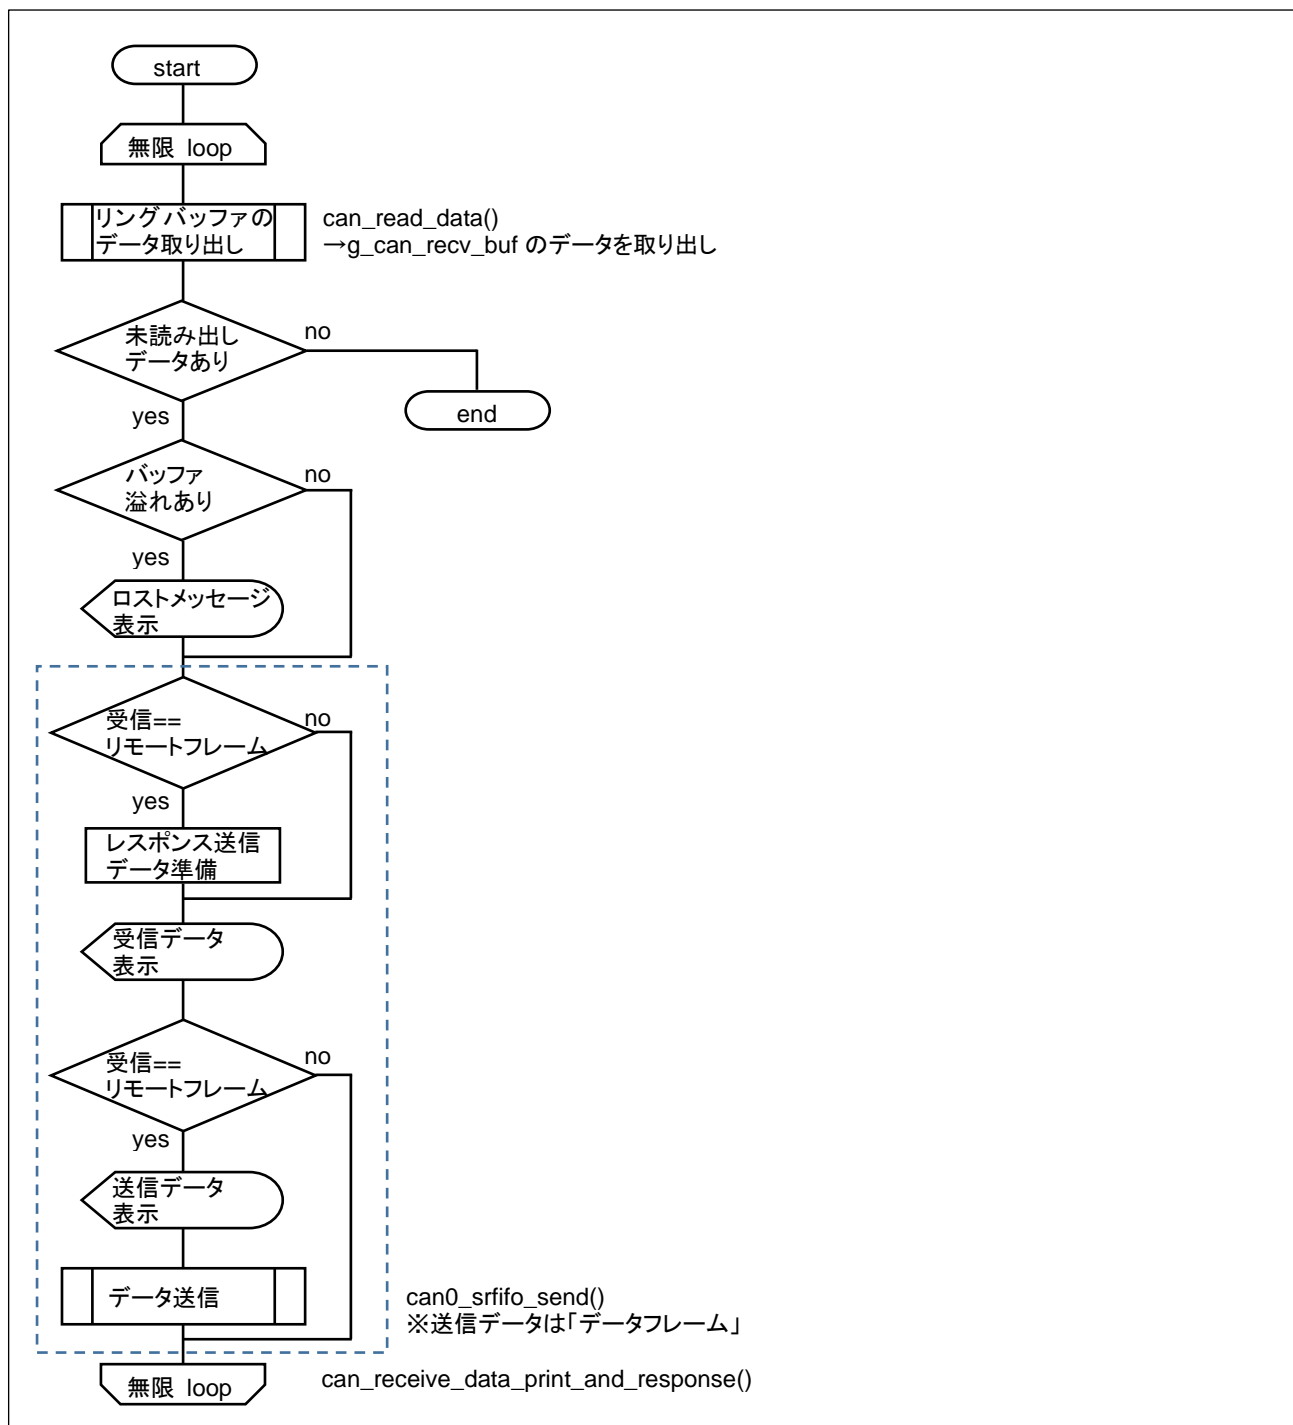 start
無限 loop
リングバッファの
データ取り出し
can_read_data()
→g_can_recv_buf のデータを取り出し
未読み出し
データあり
no
yes
end
バッファ
溢れあり
no
yes
ロストメッセージ
表示
受信==
リモートフレーム
no
yes
レスポンス送信
データ準備
受信データ
表示
受信==
リモートフレーム
no
yes
送信データ
表示
データ送信
can0_srfifo_send()
※送信データは「データフレーム」
無限 loop
can_receive_data_print_and_response()